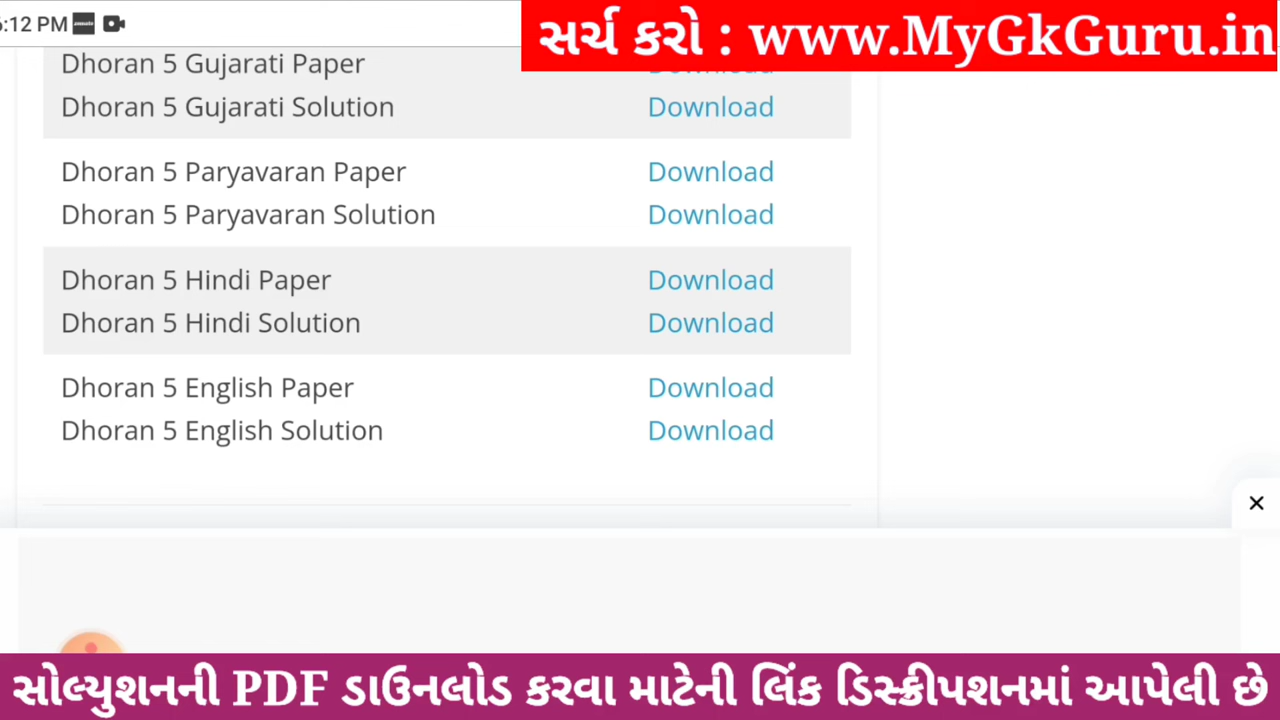 6:12 PM
સર્ચ કરો : www.MyGkGuru.in
Dhoran 5 Gujarati Paper Download
Dhoran 5 Gujarati Solution Download
Dhoran 5 Paryavaran Paper Download
Dhoran 5 Paryavaran Solution Download
Dhoran 5 Hindi Paper Download
Dhoran 5 Hindi Solution Download
Dhoran 5 English Paper Download
Dhoran 5 English Solution Download
સોલ્યુશનની PDF ડાઉનલોડ કરવા માટેની લિંક ડિસ્ક્રીપશનમાં આપેલી છે